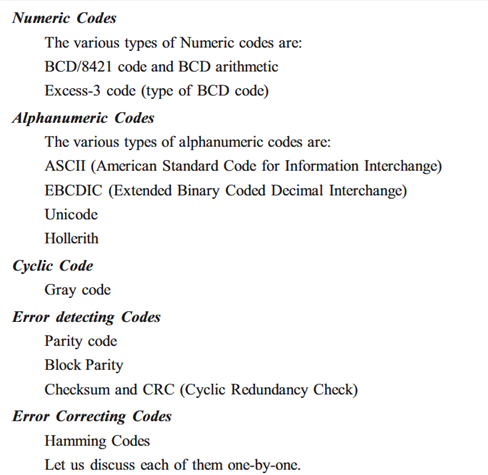 Numeric Codes
The various types of Numeric codes are:
BCD/8421 code and BCD arithmetic
Excess-3 code (type of BCD code)
Alphanumeric Codes
The various types of alphanumeric codes are:
ASCII (American Standard Code for Information Interchange)
EBCDIC (Extended Binary Coded Decimal Interchange)
Unicode
Hollerith
Cyclic Code
Gray code
Error detecting Codes
Parity code
Block Parity
Checksum and CRC (Cyclic Redundancy Check)
Error Correcting Codes
Hamming Codes
Let us discuss each of them one-by-one.